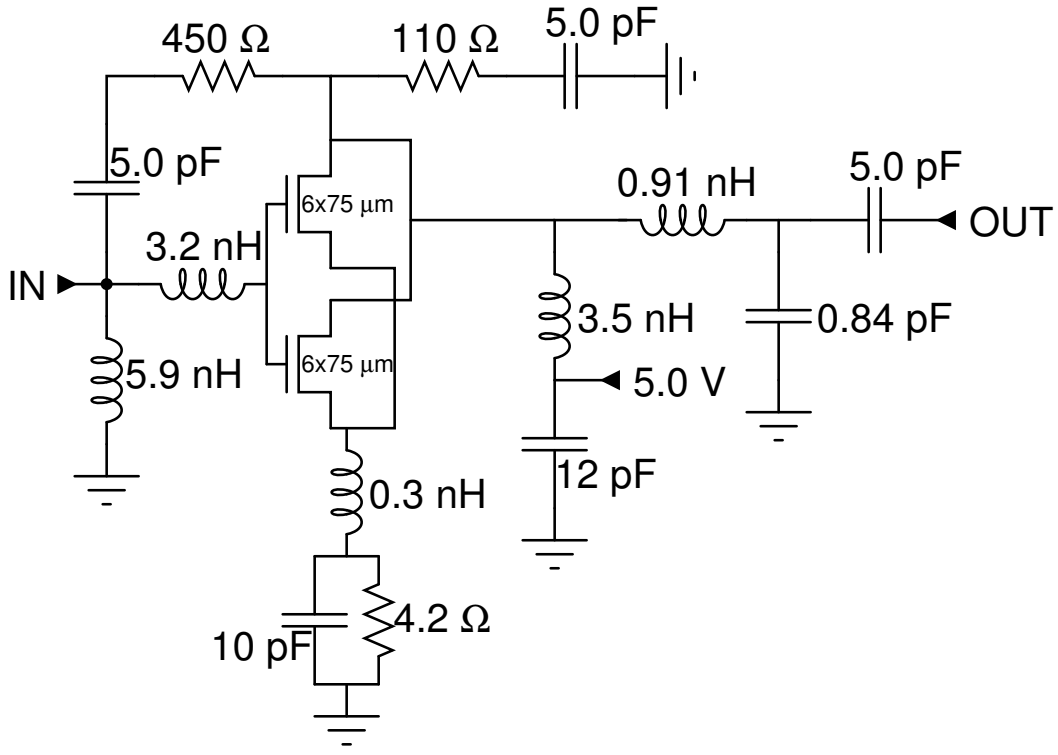 450 Ω
110 Ω
5.0 pF
5.0 pF
5.0 pF
0.91 nH
6x75 μm
OUT
3.2 nH
IN
3.5 nH
0.84 pF
6x75 μm
5.9 nH
5.0 V
12 pF
0.3 nH
4.2 Ω
10 pF